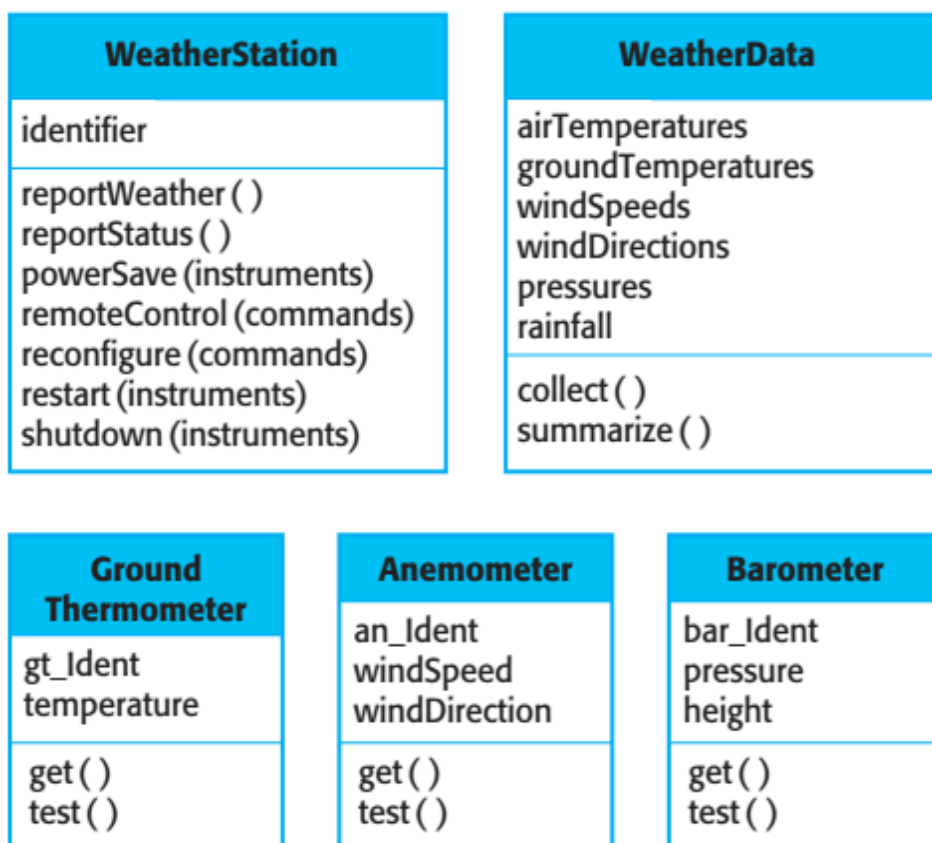 WeatherStation
identifier
reportWeather ( )
reportStatus ( )
powerSave (instruments)
remoteControl (commands)
reconfigure (commands)
restart (instruments)
shutdown (instruments)
WeatherData
airTemperatures
groundTemperatures
windSpeeds
windDirections
pressures
rainfall
collect ( )
summarize ( )
Ground
Thermometer
gt_Ident
temperature
get ( )
test ( )
Anemometer
an_Ident
windSpeed
windDirection
get ( )
test ( )
Barometer
bar_Ident
pressure
height
get ( )
test ( )